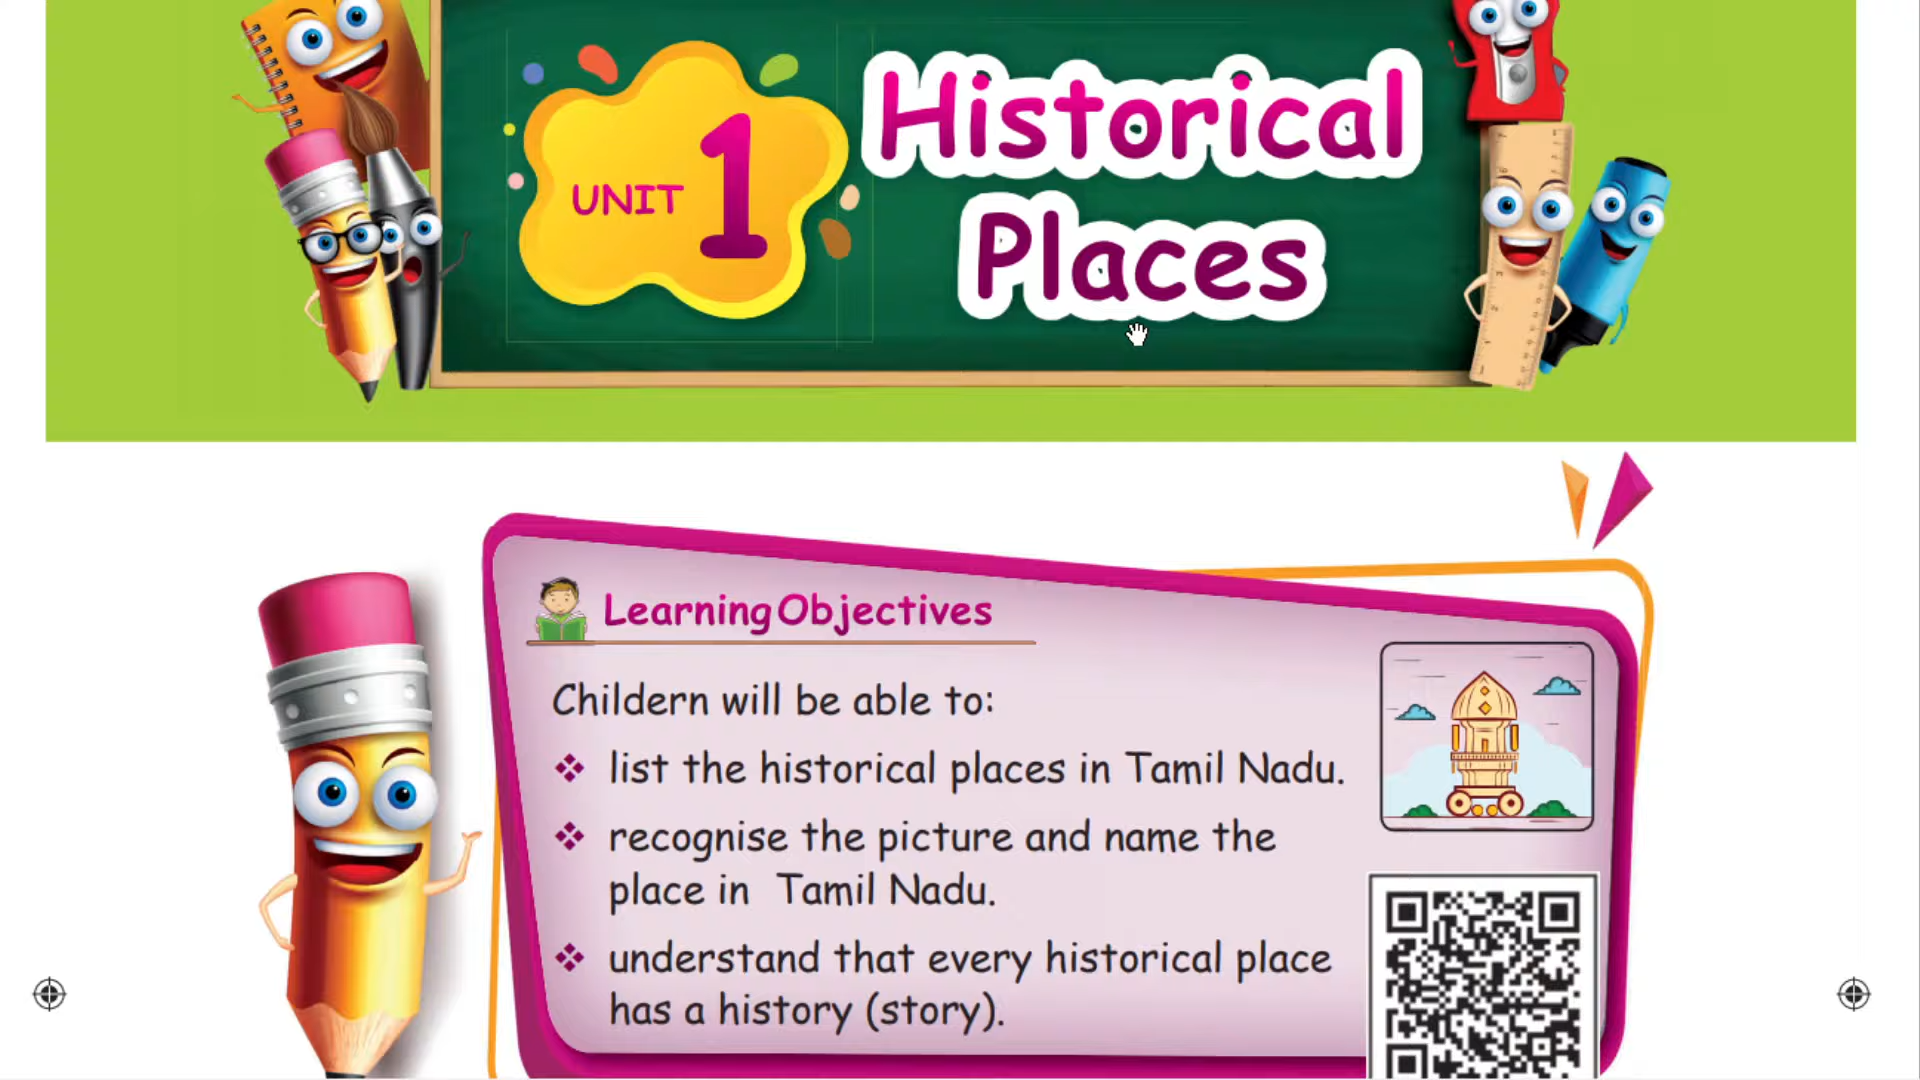 UNIT 1
Historical
Places
Learning Objectives
Childern will be able to:
❖ list the historical places in Tamil Nadu.
❖ recognise the picture and name the
place in Tamil Nadu.
❖ understand that every historical place
has a history (story).